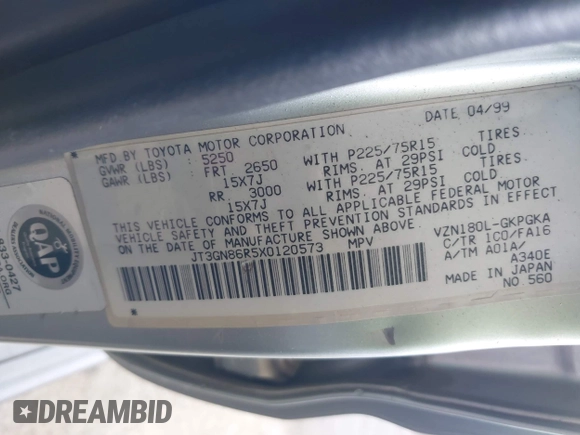 MFD BY TOYOTA MOTOR CORPORATION DATE 04/99
GVWR (LBS) 5250
GAWR (LBS) FRT 2650 WITH P225/75R15 TIRES.
15X7J RIMS. AT 29PSI COLD.
RR 3000 WITH P225/75R15 TIRES.
15X7J RIMS. AT 29PSI COLD.
THIS VEHICLE CONFORMS TO ALL APPLICABLE FEDERAL MOTOR
VEHICLE SAFETY AND THEFT PREVENTION STANDARDS IN EFFECT
ON THE DATE OF MANUFACTURE SHOWN ABOVE.
JT3GN86R5X0120573 MPV
VZN180L-GKPGKA
C/TR 1C0/FA16
A/TM A01A/
A340E
MADE IN JAPAN
NO.560
QAP
833-0427
DREAMBID